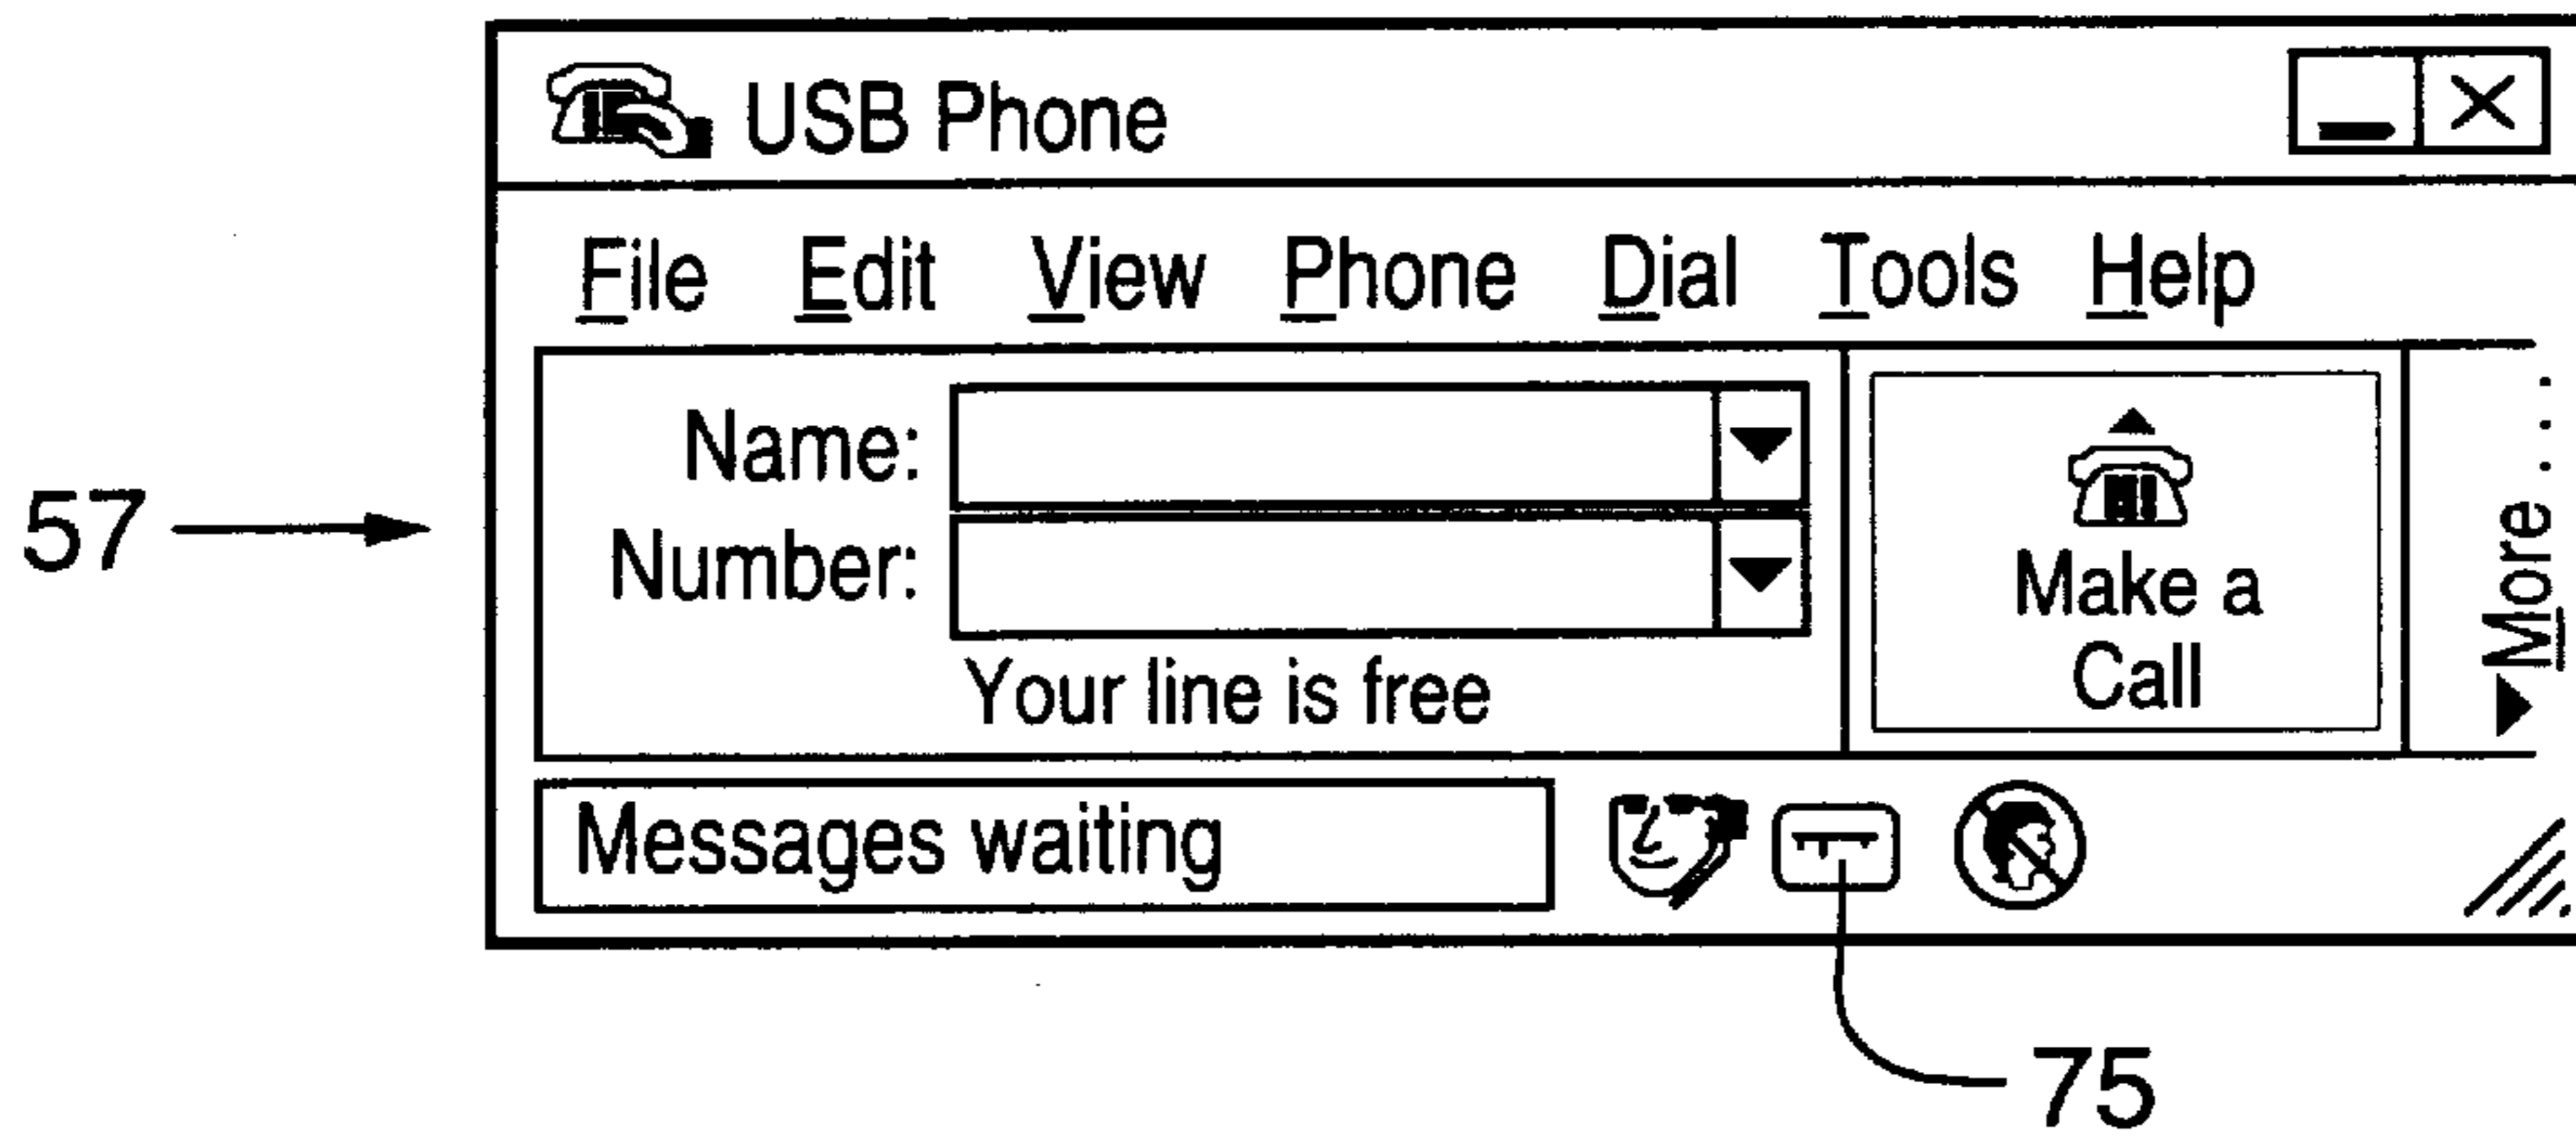 USB Phone
File Edit View Phone Dial Tools Help
Name:
Number:
Your line is free
Make a
Call
More ....
Messages waiting
57
75